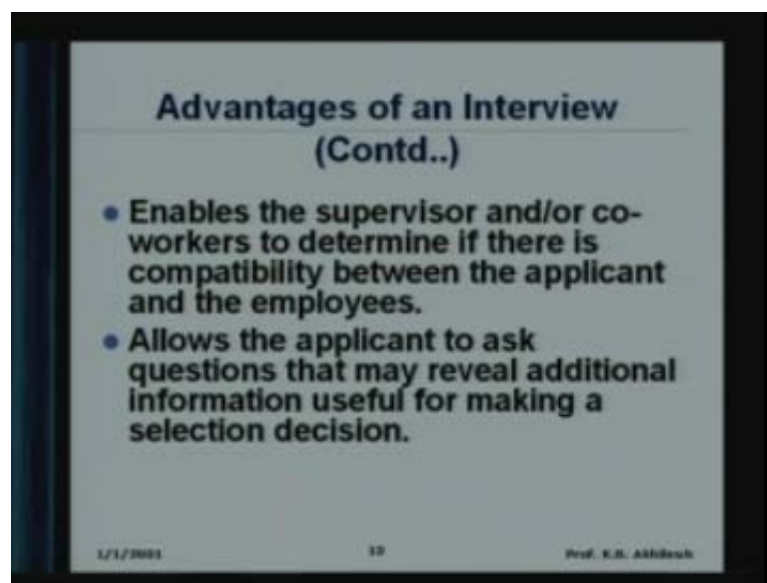 Advantages of an Interview
(Contd..)
• Enables the supervisor and/or co-
workers to determine if there is
compatibility between the applicant
and the employees.
• Allows the applicant to ask
questions that may reveal additional
information useful for making a
selection decision.
Prof. K.B. Akhilesh